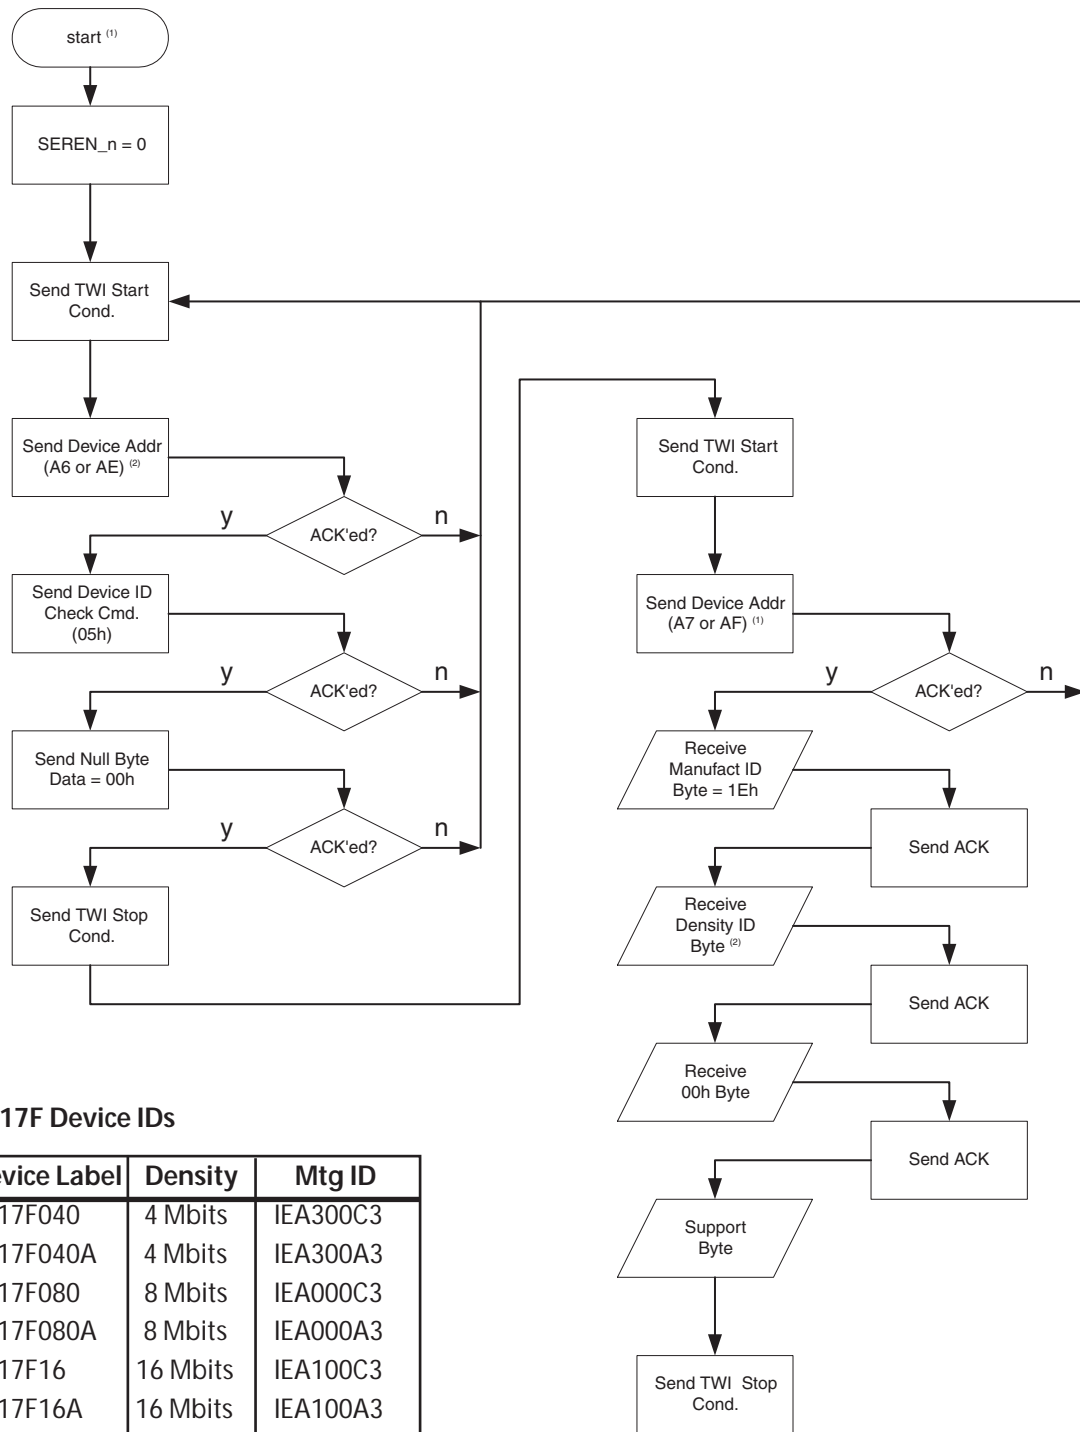 start (1)
SEREN_n = 0
Send TWI Start
Cond.
Send Device Addr
(A6 or AE) (2)
ACK'ed?
y
n
Send Device ID
Check Cmd.
(05h)
ACK'ed?
y
n
Send Null Byte
Data = 00h
ACK'ed?
y
n
Send TWI Stop
Cond.
Send TWI Start
Cond.
Send Device Addr
(A7 or AF) (1)
ACK'ed?
y
n
Receive
Manufact ID
Byte = 1Eh
Send ACK
Receive
Density ID
Byte (2)
Send ACK
Receive
00h Byte
Send ACK
Support
Byte
Send TWI Stop
Cond.
17F Device IDs
vice Label Density Mtg ID
17F040 4 Mbits IEA300C3
17F040A 4 Mbits IEA300A3
17F080 8 Mbits IEA000C3
17F080A 8 Mbits IEA000A3
17F16 16 Mbits IEA100C3
17F16A 16 Mbits IEA100A3